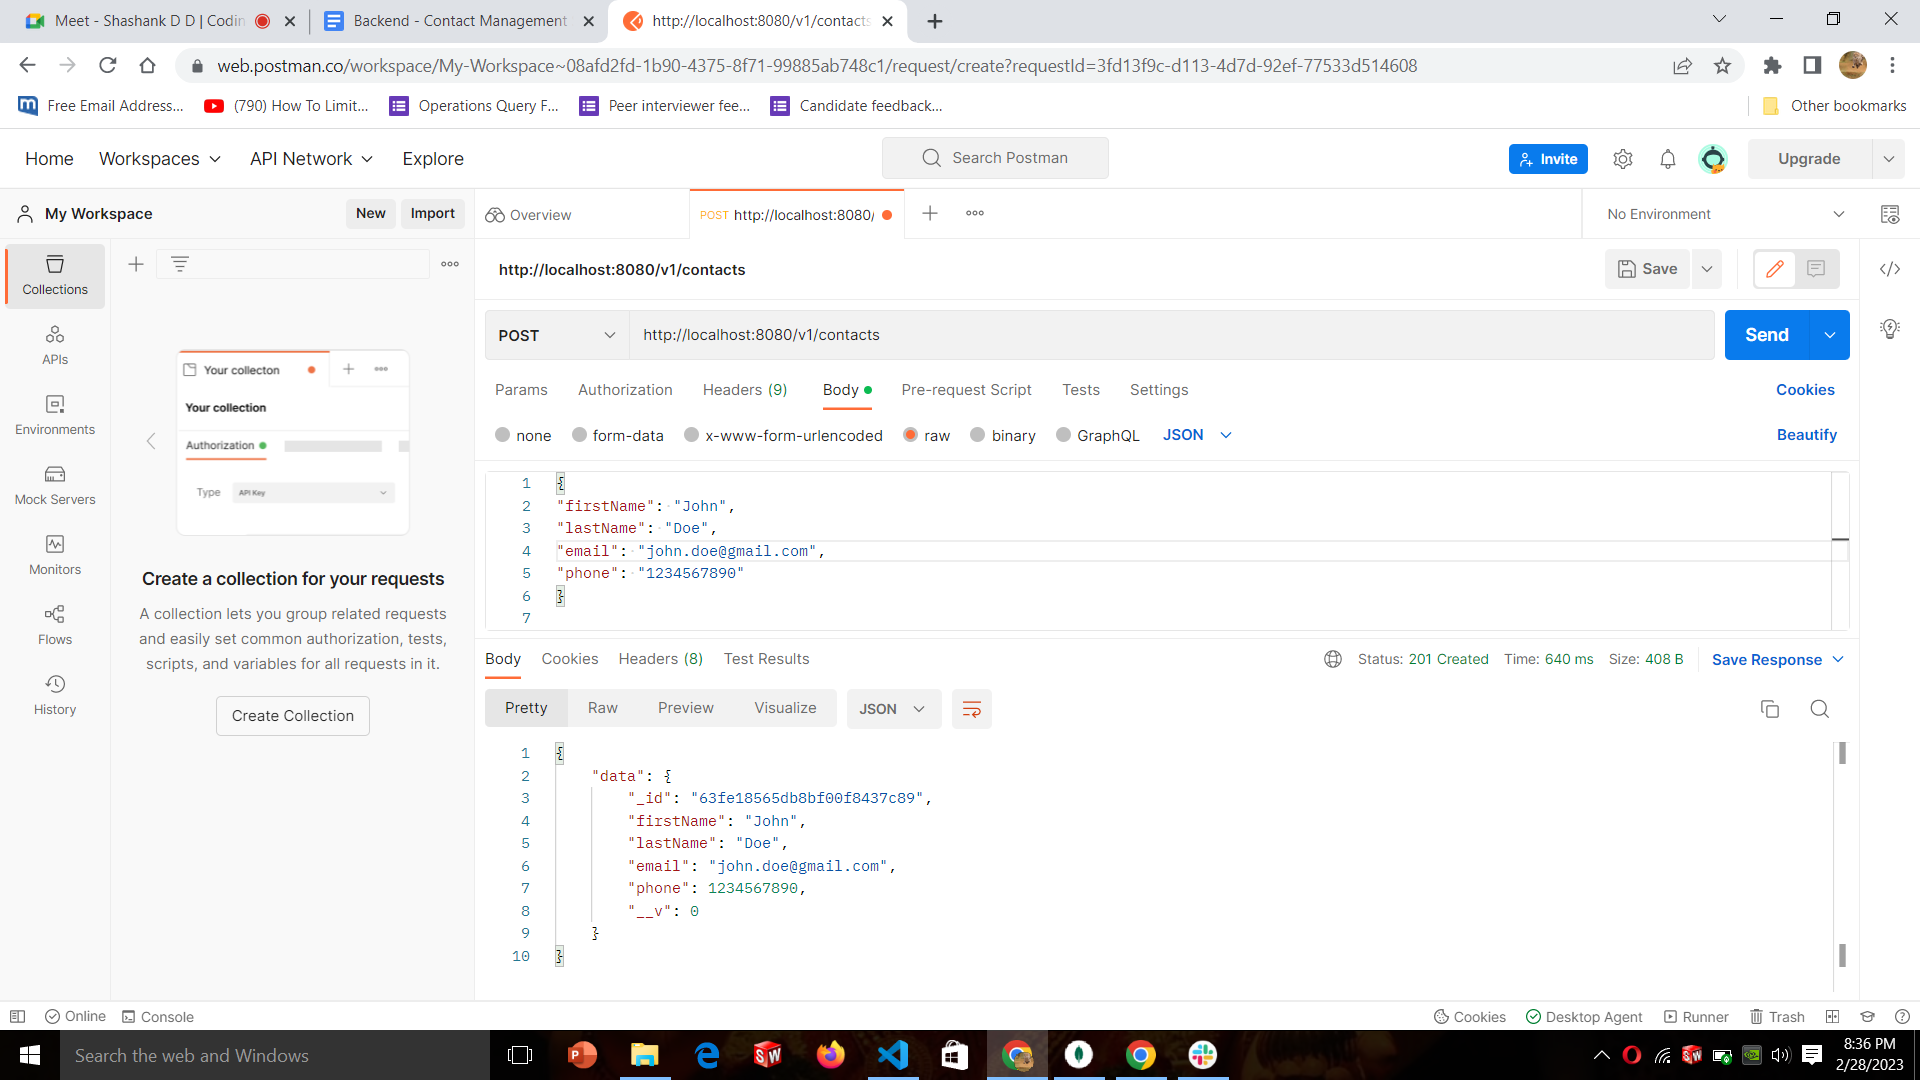 Meet - Shashank D D | Codin
Backend - Contact Management
http://localhost:8080/v1/contacts
web.postman.co/workspace/My-Workspace~08afd2fd-1b90-4375-8f71-99885ab748c1/request/create?requestId=3fd13f9c-d113-4d7d-92ef-77533d514608
Free Email Address...
(790) How To Limit...
Operations Query F...
Peer interviewer fee...
Candidate feedback...
Other bookmarks
Home
Workspaces
API Network
Explore
Search Postman
Invite
Upgrade
My Workspace
New
Import
Overview
POST http://localhost:8080/
No Environment
Collections
APIs
Environments
Mock Servers
Monitors
Flows
History
Your collecton
Your collection
Authorization
Type
API Key
Create a collection for your requests
A collection lets you group related requests
and easily set common authorization, tests,
scripts, and variables for all requests in it.
Create Collection
http://localhost:8080/v1/contacts
Save
POST
http://localhost:8080/v1/contacts
Send
Params
Authorization
Headers (9)
Body
Pre-request Script
Tests
Settings
Cookies
none
form-data
x-www-form-urlencoded
raw
binary
GraphQL
JSON
Beautify
1 {
2 "firstName": "John",
3 "lastName": "Doe",
4 "email": "john.doe@gmail.com",
5 "phone": "1234567890"
6 }
7
Body
Cookies
Headers (8)
Test Results
Status: 201 Created
Time: 640 ms
Size: 408 B
Save Response
Pretty
Raw
Preview
Visualize
JSON
1 {
2 "data": {
3 "_id": "63fe18565db8bf00f8437c89",
4 "firstName": "John",
5 "lastName": "Doe",
6 "email": "john.doe@gmail.com",
7 "phone": 1234567890,
8 "__v": 0
9 }
10 }
Online
Console
Cookies
Desktop Agent
Runner
Trash
Search the web and Windows
8:36 PM
2/28/2023